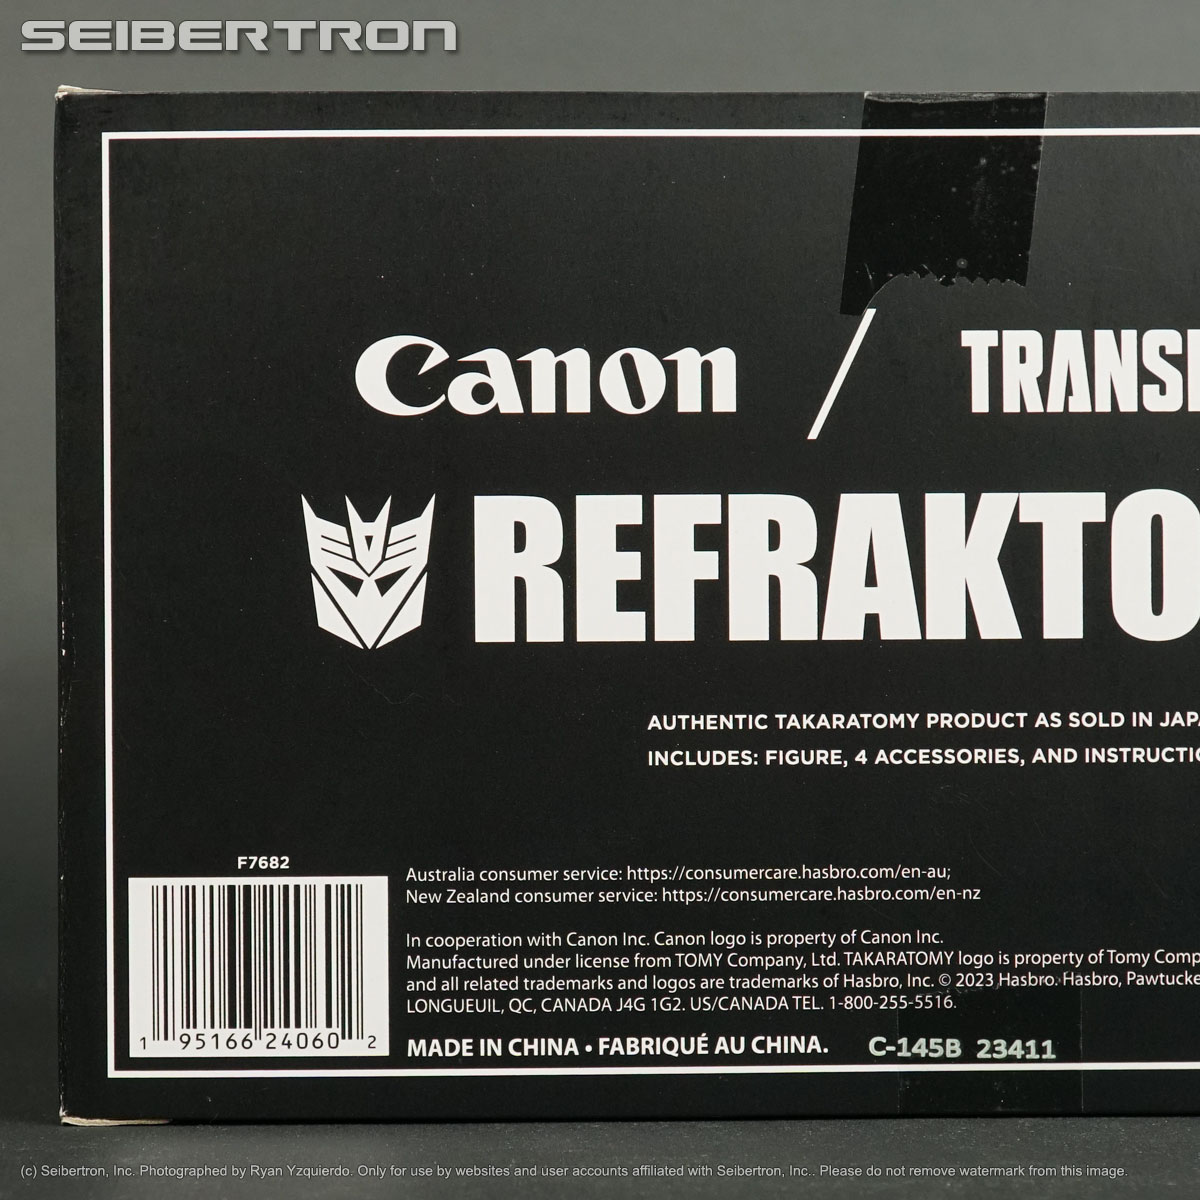 SEIBERTRON
Canon / TRANS
REFRAKTO
AUTHENTIC TAKARATOMY PRODUCT AS SOLD IN JAPA
INCLUDES: FIGURE, 4 ACCESSORIES, AND INSTRUCTIO
F7682
Australia consumer service: https://consumercare.hasbro.com/en-au;
New Zealand consumer service: https://consumercare.hasbro.com/en-nz
In cooperation with Canon Inc. Canon logo is property of Canon Inc.
Manufactured under license from TOMY Company, Ltd. TAKARATOMY logo is property of Tomy Comp
and all related trademarks and logos are trademarks of Hasbro, Inc. © 2023 Hasbro. Hasbro, Pawtucke
LONGUEUIL, QC, CANADA J4G 1G2. US/CANADA TEL. 1-800-255-5516.
1 95166 24060 2
MADE IN CHINA • FABRIQUÉ AU CHINA. C-145B 23411
(c) Seibertron, Inc. Photographed by Ryan Yzquierdo. Only for use by websites and user accounts affiliated with Seibertron, Inc.. Please do not remove watermark from this image.